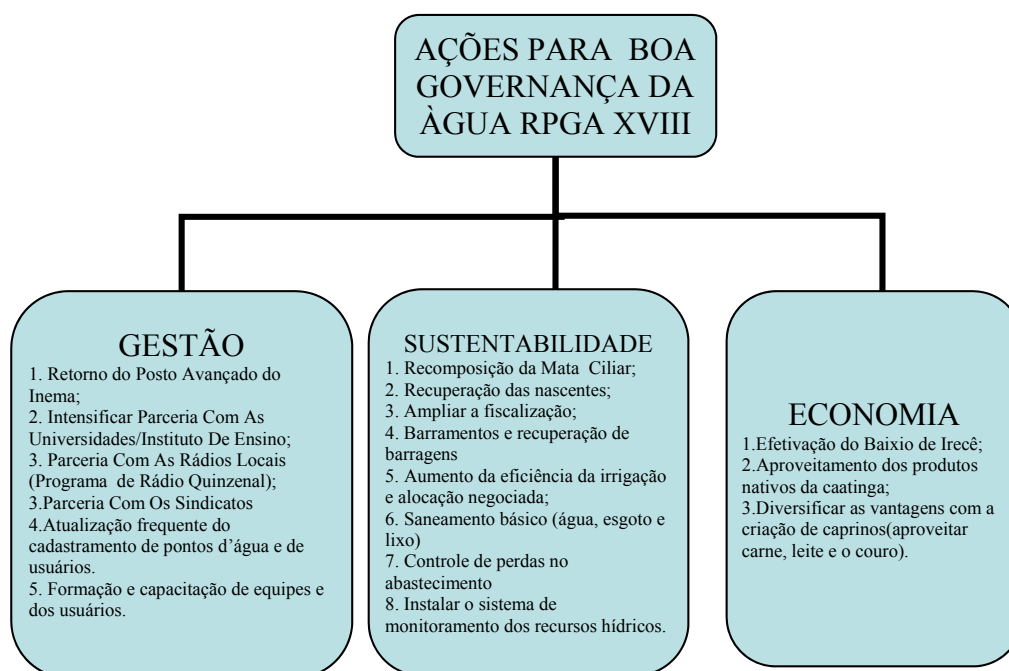 AÇÕES PARA BOA
GOVERNANÇA DA
ÀGUA RPGA XVIII
GESTÃO
1. Retorno do Posto Avançado do
Inema;
2. Intensificar Parceria Com As
Universidades/Instituto De Ensino;
3. Parceria Com As Rádios Locais
(Programa de Rádio Quinzenal);
3.Parceria Com Os Sindicatos
4.Atualização frequente do
cadastramento de pontos d’água e de
usuários.
5. Formação e capacitação de equipes e
dos usuários.
SUSTENTABILIDADE
1. Recomposição da Mata Ciliar;
2. Recuperação das nascentes;
3. Ampliar a fiscalização;
4. Barramentos e recuperação de
barragens
5. Aumento da eficiência da irrigação
e alocação negociada;
6. Saneamento básico (água, esgoto e
lixo)
7. Controle de perdas no
abastecimento
8. Instalar o sistema de
monitoramento dos recursos hídricos.
ECONOMIA
1.Efetivação do Baixio de Irecê;
2.Aproveitamento dos produtos
nativos da caatinga;
3.Diversificar as vantagens com a
criação de caprinos(aproveitar
carne, leite e o couro).